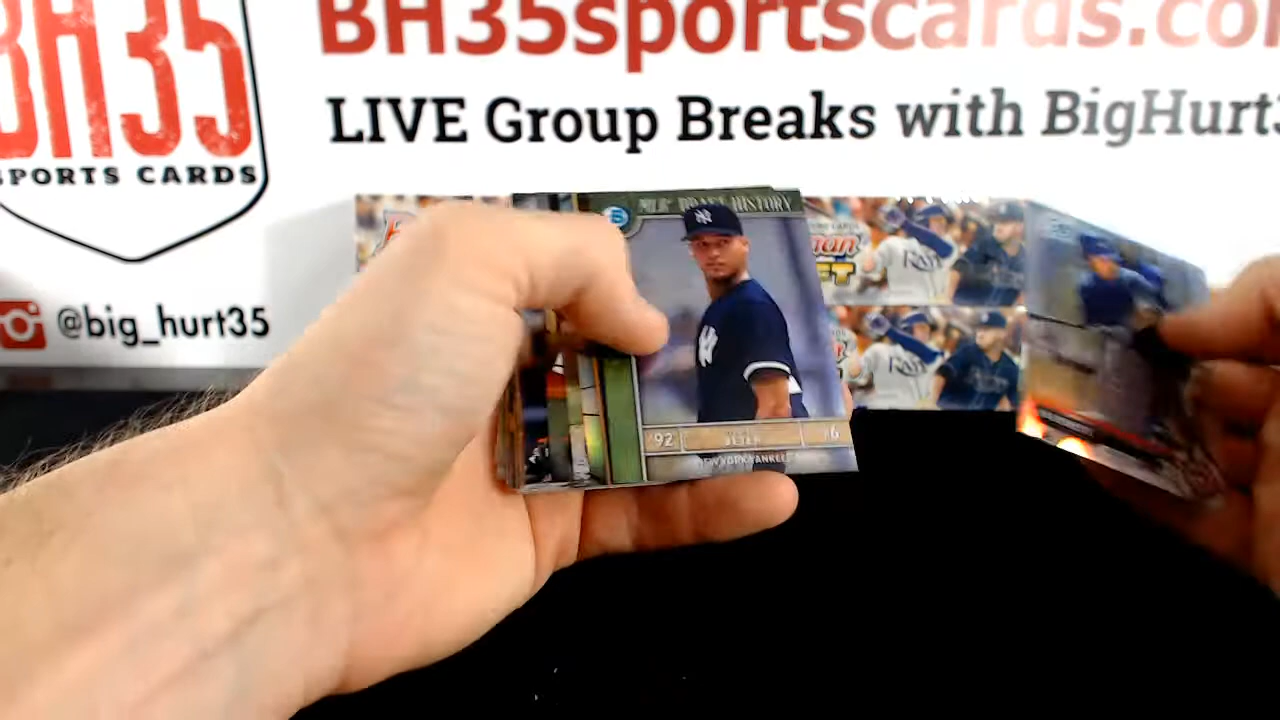 BH35
SPORTS CARDS
BH35sportscards.co
LIVE Group Breaks with BigHurt3
@big_hurt35
MLB DRAFT HISTORY
'92
JETER
#6
NEW YORK YANKEES